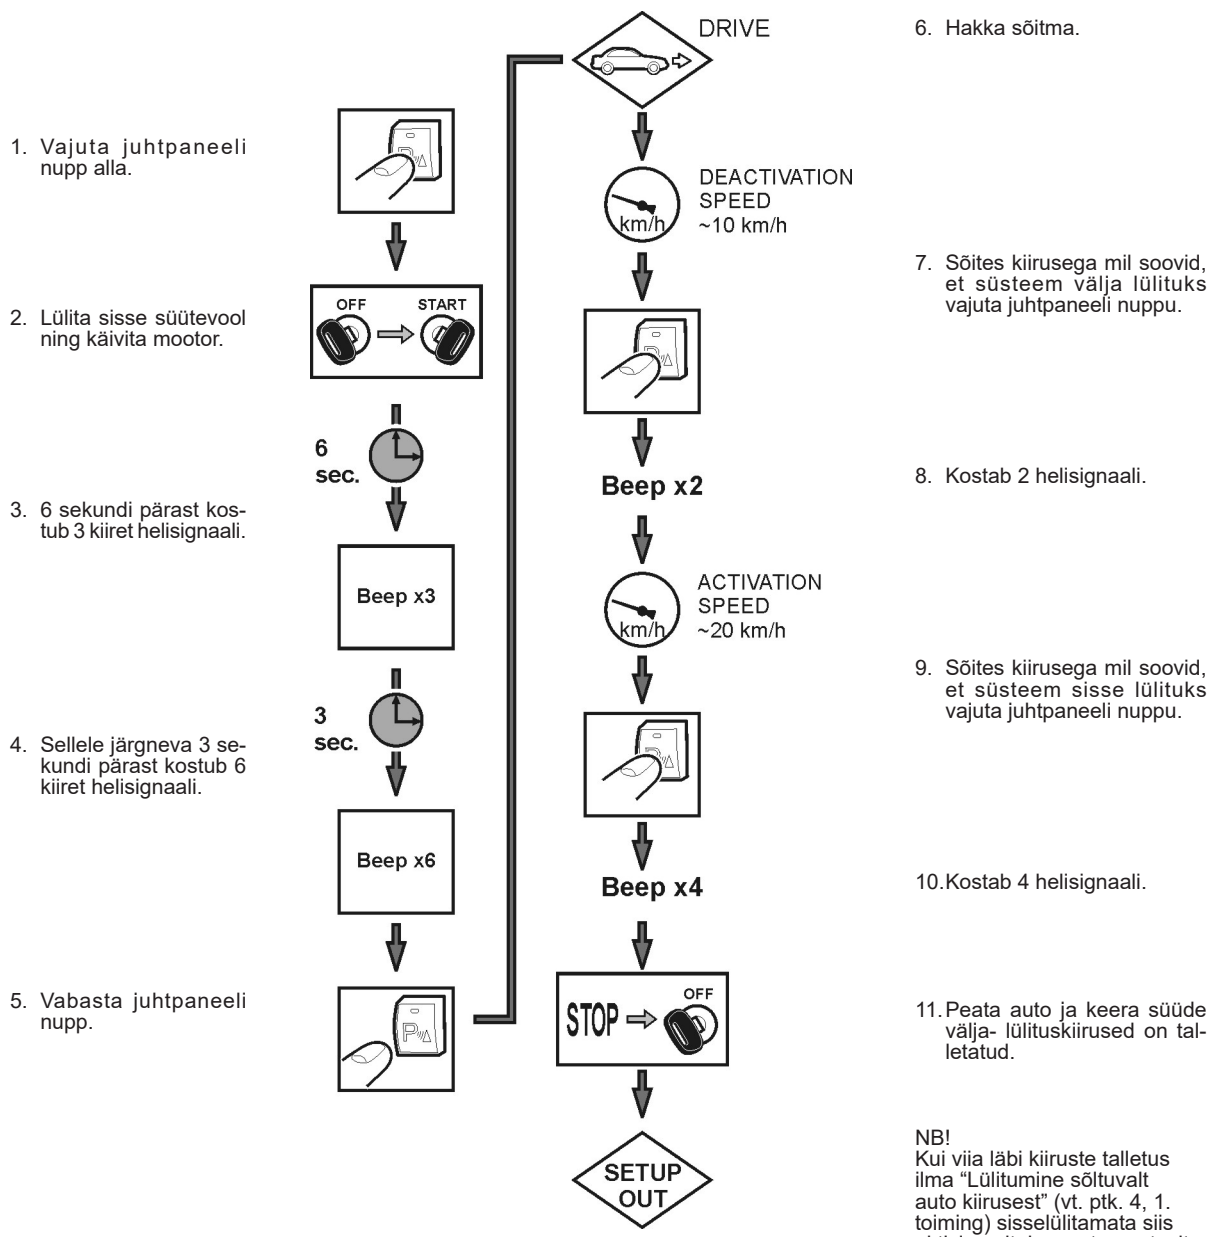 1. Vajuta juhtpaneeli
nupp alla.
2. Lülita sisse süütevool
ning käivita mootor.
3. 6 sekundi pärast kos-
tub 3 kiiret helisignaali.
4. Sellele järgneva 3 se-
kundi pärast kostub 6
kiiret helisignaali.
5. Vabasta juhtpaneeli
nupp.
OFF
START
6
sec.
Beep x3
3
sec.
Beep x6
P
DRIVE
km/h
DEACTIVATION
SPEED
~10 km/h
Beep x2
km/h
ACTIVATION
SPEED
~20 km/h
Beep x4
STOP
OFF
SETUP
OUT
6. Hakka sõitma.
7. Sõites kiirusega mil soovid,
et süsteem välja lülituks
vajuta juhtpaneeli nuppu.
8. Kostab 2 helisignaali.
9. Sõites kiirusega mil soovid,
et süsteem sisse lülituks
vajuta juhtpaneeli nuppu.
10.Kostab 4 helisignaali.
11.Peata auto ja keera süüde
välja- lülituskiirused on tal-
letatud.
NB!
Kui viia läbi kiiruste talletus
ilma “Lülitumine sõltuvalt
auto kiirusest” (vt. ptk. 4, 1.
toiming) sisselülitamata siis